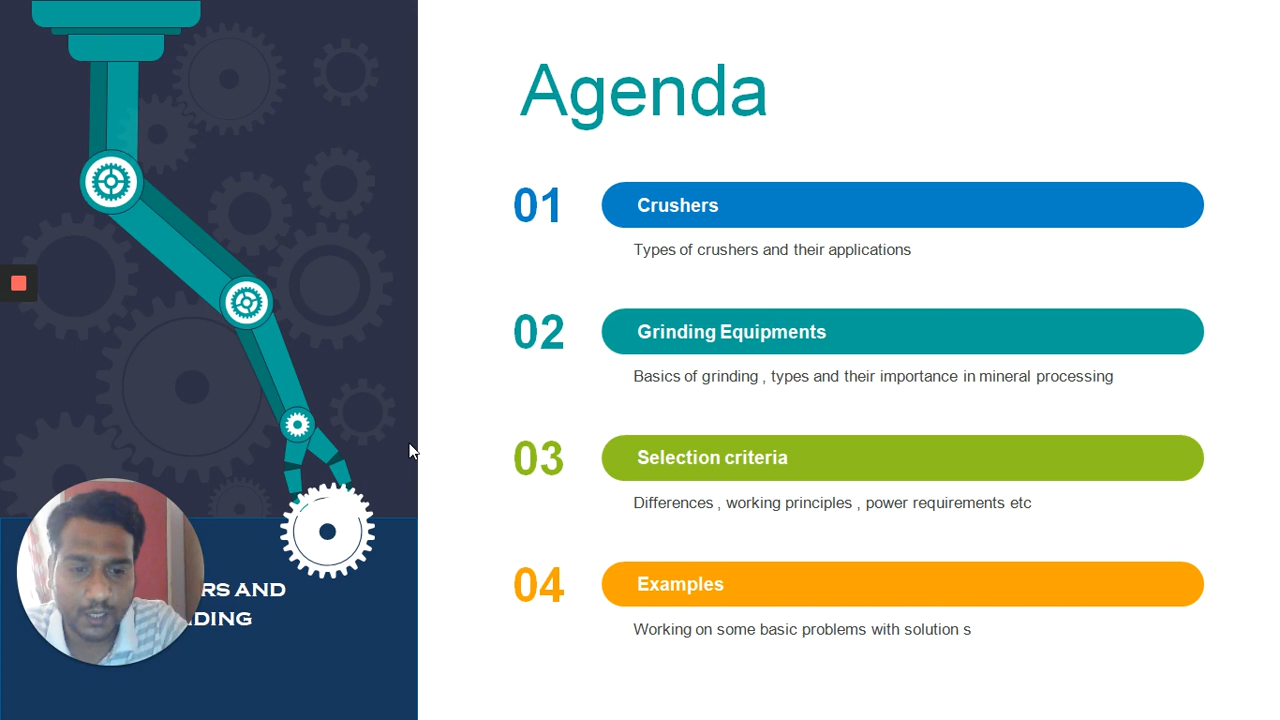 Agenda
01
Crushers
Types of crushers and their applications
02
Grinding Equipments
Basics of grinding , types and their importance in mineral processing
03
Selection criteria
Differences , working principles , power requirements etc
04
Examples
Working on some basic problems with solution s
AND